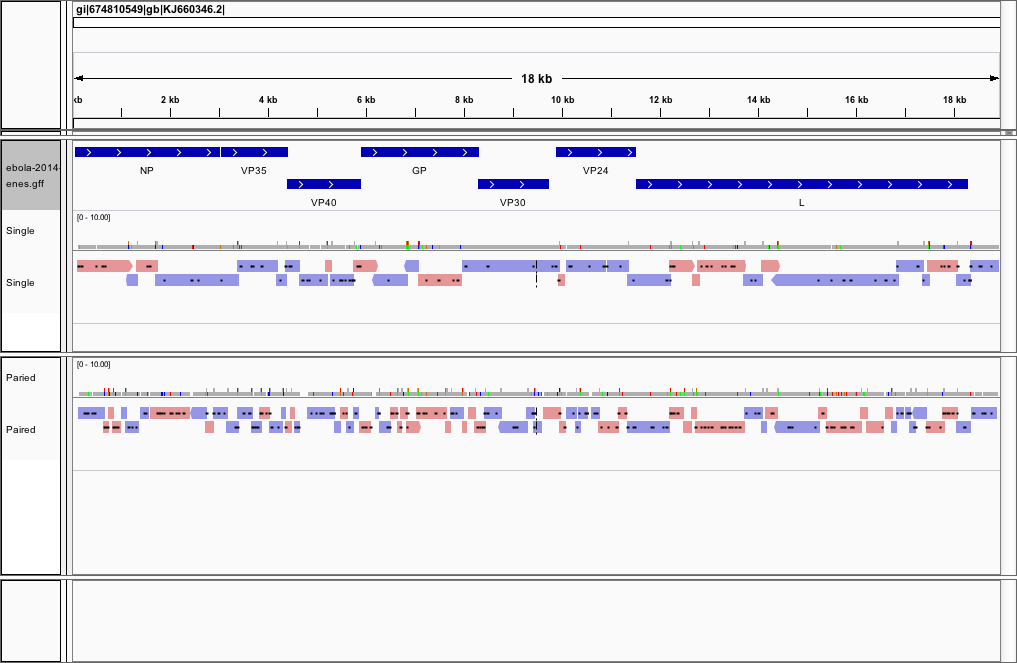 gi|674810549|gb|KJ660346.2|
18 kb
kb 2 kb 4 kb 6 kb 8 kb 10 kb 12 kb 14 kb 16 kb 18 kb
ebola-2014-
enes.gff
NP VP35 GP VP24
VP40 VP30 L
[0 - 10.00]
Single
Single
[0 - 10.00]
Paried
Paried